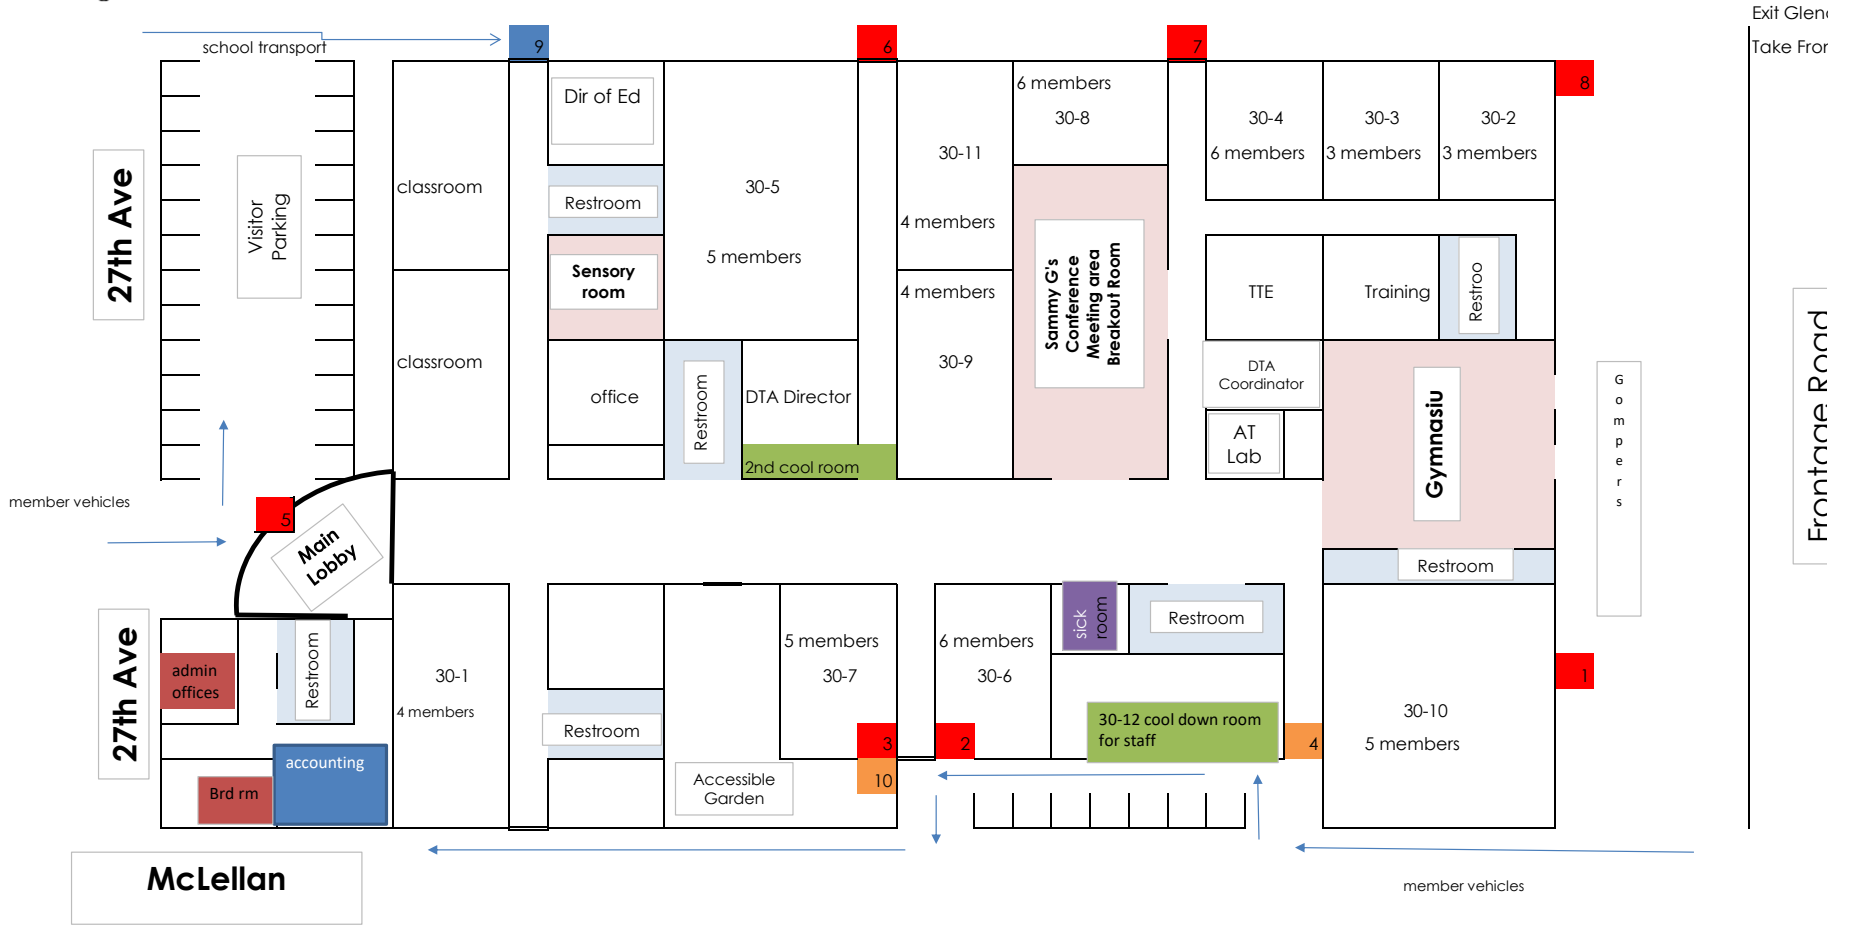 Exit Glen
Take Fror
school transport
9
6
7
8
27th Ave
Visitor
Parking
classroom
classroom
Dir of Ed
Restroom
Sensory
room
office
30-5
5 members
Restroom
DTA Director
2nd cool room
30-11
4 members
4 members
30-9
6 members
30-8
Sammy G's
Conference
Meeting area
Breakout Room
30-4
6 members
30-3
3 members
30-2
3 members
TTE
Training
Restroo
DTA
Coordinator
AT
Lab
Gymnasiu
Restroom
Gompers
Frontage Road
member vehicles
5
Main
Lobby
27th Ave
admin
offices
Restroom
Brd rm
accounting
30-1
4 members
Restroom
Accessible
Garden
5 members
30-7
3
10
6 members
30-6
2
sick
room
Restroom
30-12 cool down room
for staff
4
30-10
5 members
1
McLellan
member vehicles